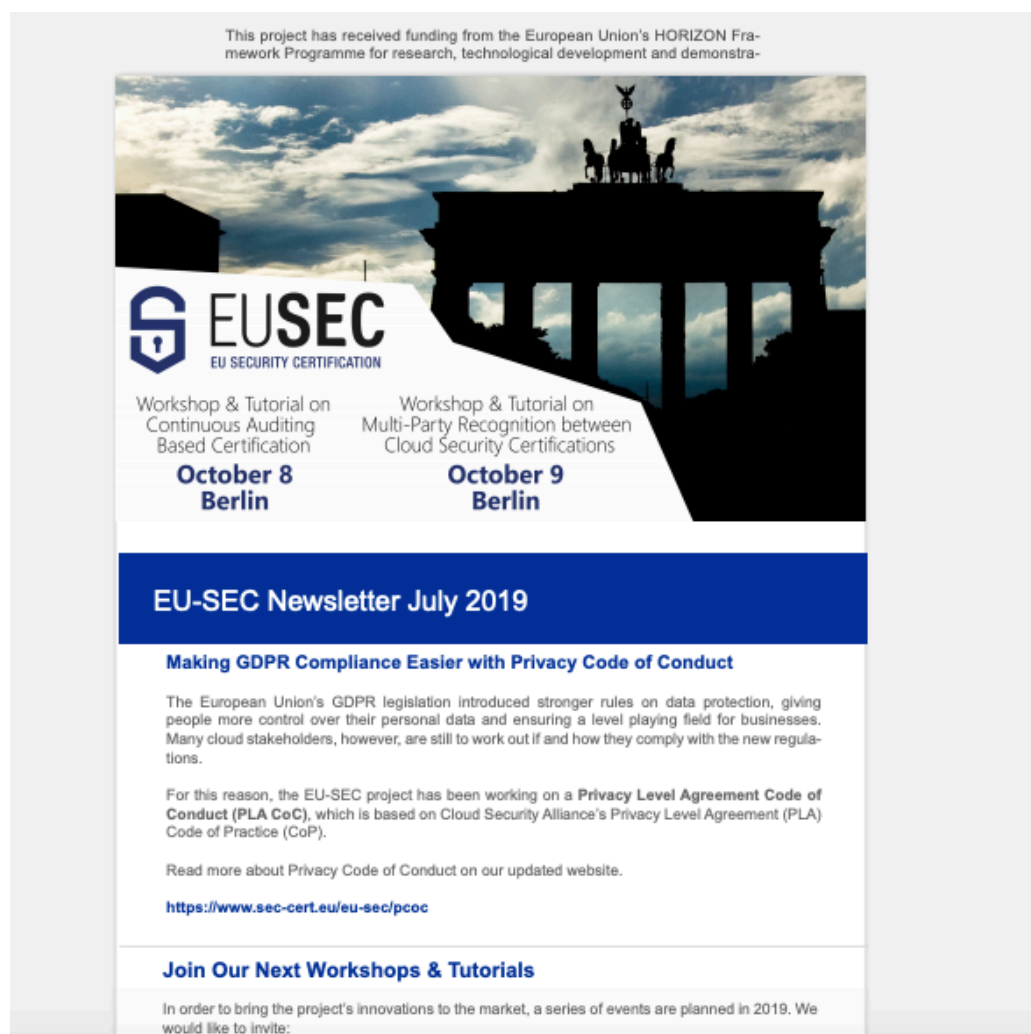 This project has received funding from the European Union's HORIZON Fra-
mework Programme for research, technological development and demonstra-
EUSEC
EU SECURITY CERTIFICATION
Workshop & Tutorial on
Continuous Auditing
Based Certification
October 8
Berlin
Workshop & Tutorial on
Multi-Party Recognition between
Cloud Security Certifications
October 9
Berlin
EU-SEC Newsletter July 2019
Making GDPR Compliance Easier with Privacy Code of Conduct
The European Union's GDPR legislation introduced stronger rules on data protection, giving
people more control over their personal data and ensuring a level playing field for businesses.
Many cloud stakeholders, however, are still to work out if and how they comply with the new regula-
tions.
For this reason, the EU-SEC project has been working on a Privacy Level Agreement Code of
Conduct (PLA CoC), which is based on Cloud Security Alliance's Privacy Level Agreement (PLA)
Code of Practice (CoP).
Read more about Privacy Code of Conduct on our updated website.
https://www.sec-cert.eu/eu-sec/pcoc
Join Our Next Workshops & Tutorials
In order to bring the project's innovations to the market, a series of events are planned in 2019. We
would like to invite: